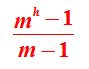 m^h − 1
m − 1